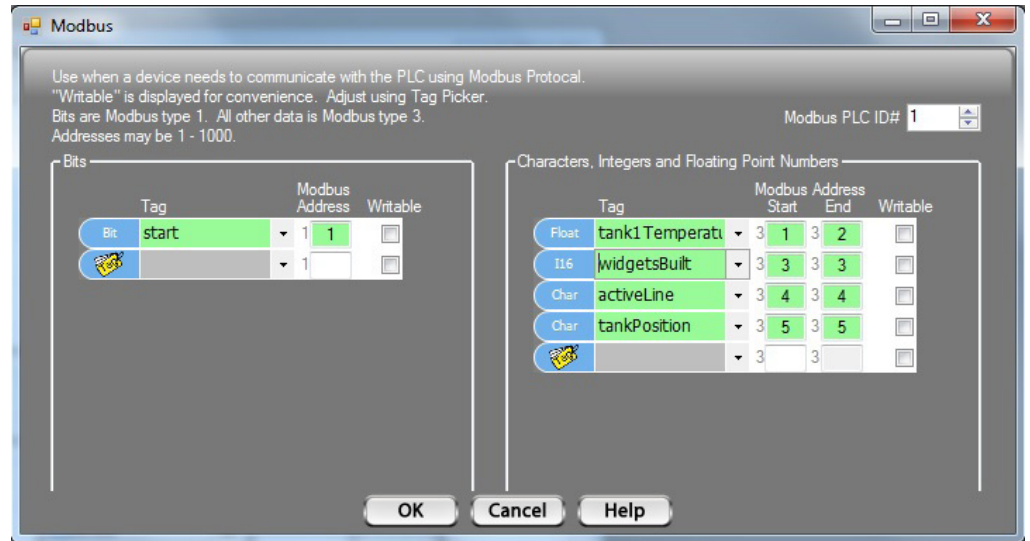 Modbus
Use when a device needs to communicate with the PLC using Modbus Protocal.
"Writable" is displayed for convenience. Adjust using Tag Picker.
Bits are Modbus type 1. All other data is Modbus type 3.
Addresses may be 1 - 1000.
Modbus PLC ID# 1
Bits
Tag Modbus Address Writable
Bit start 1 1
1
Characters, Integers and Floating Point Numbers
Modbus Address
Tag Start End Writable
Float tank1Temperatu 3 1 3 2
I16 widgetsBuilt 3 3 3 3
Char activeLine 3 4 3 4
Char tankPosition 3 5 3 5
3 3
OK Cancel Help